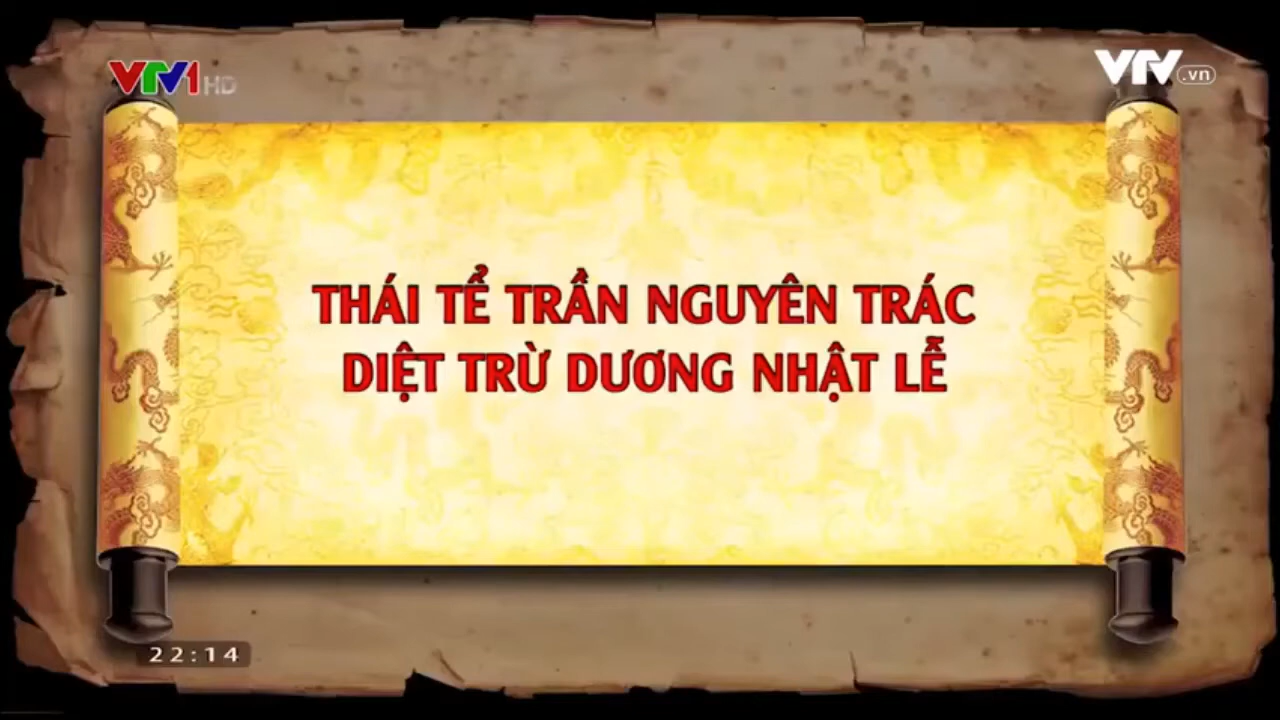 VTV1 HD
VTV.vn
THÁI TỂ TRẦN NGUYÊN TRÁC
DIỆT TRỪ DƯƠNG NHẬT LỄ
22:14